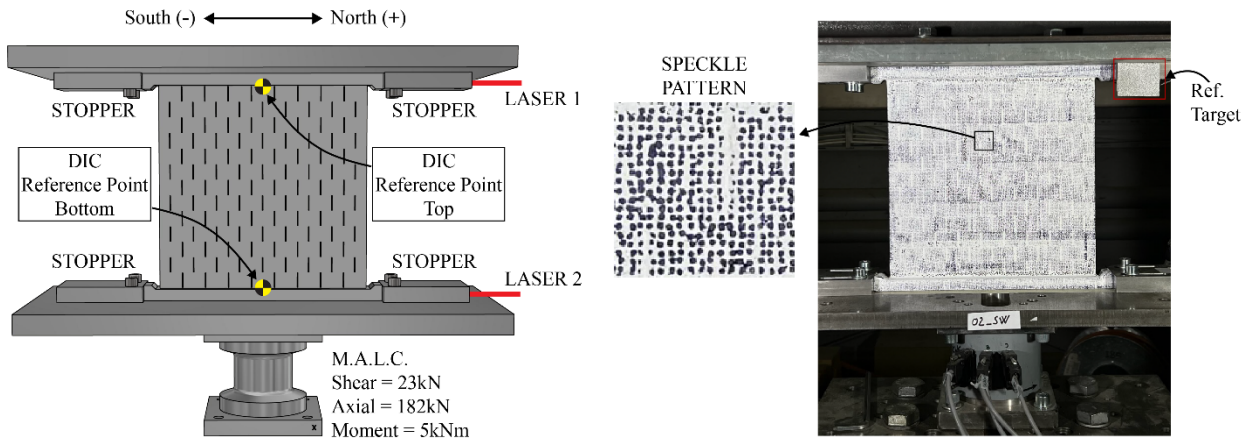 South (-)
North (+)
STOPPER
STOPPER
LASER 1
DIC
Reference Point
Bottom
DIC
Reference Point
Top
STOPPER
STOPPER
LASER 2
M.A.L.C.
Shear = 23kN
Axial = 182kN
Moment = 5kNm
x
SPECKLE
PATTERN
Ref.
Target
02_SW